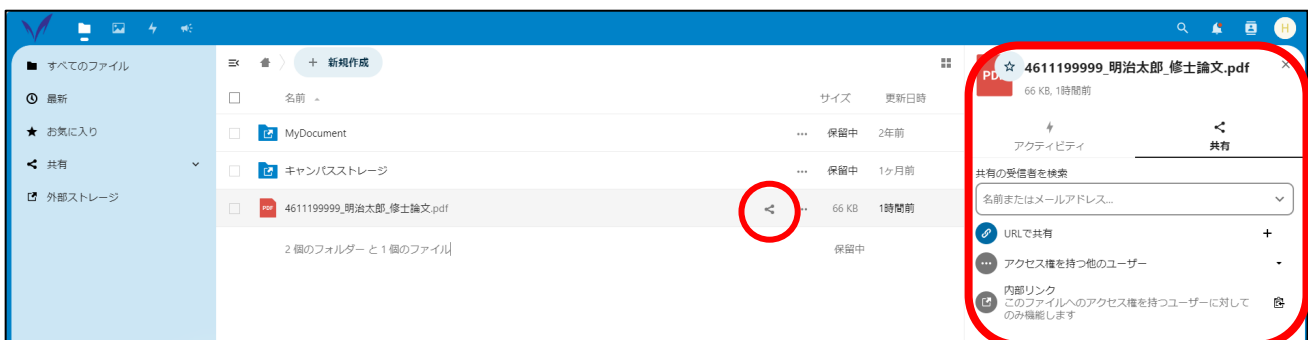 H
すべてのファイル
最新
お気に入り
共有
外部ストレージ
+ 新規作成
名前 サイズ 更新日時
MyDocument ... 保留中 2年前
キャンパスストレージ ... 保留中 1ヶ月前
PDF 4611199999_明治太郎_修士論文.pdf ... 66 KB 1時間前
2 個のフォルダー と 1 個のファイル 保留中
PDF 4611199999_明治太郎_修士論文.pdf ×
66 KB, 1時間前
アクティビティ 共有
共有の受信者を検索
名前またはメールアドレス...
URLで共有 +
アクセス権を持つ他のユーザー
内部リンク
このファイルへのアクセス権を持つユーザーに対して
のみ機能します